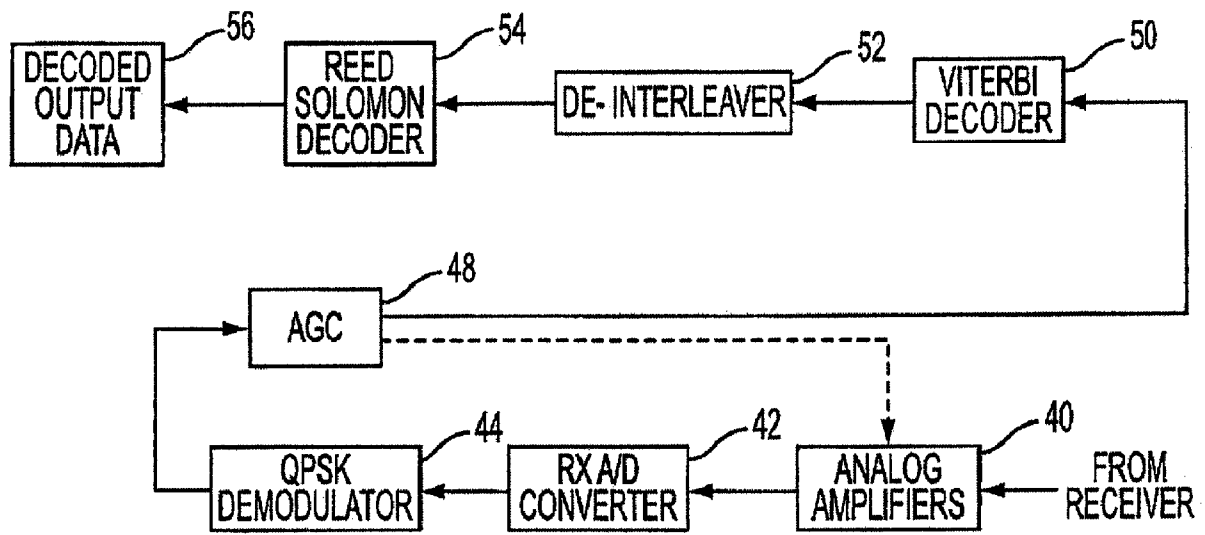 56
DECODED
OUTPUT
DATA
54
REED
SOLOMON
DECODER
52
DE- INTERLEAVER
50
VITERBI
DECODER
48
AGC
44
QPSK
DEMODULATOR
42
RX A/D
CONVERTER
40
ANALOG
AMPLIFIERS
FROM
RECEIVER